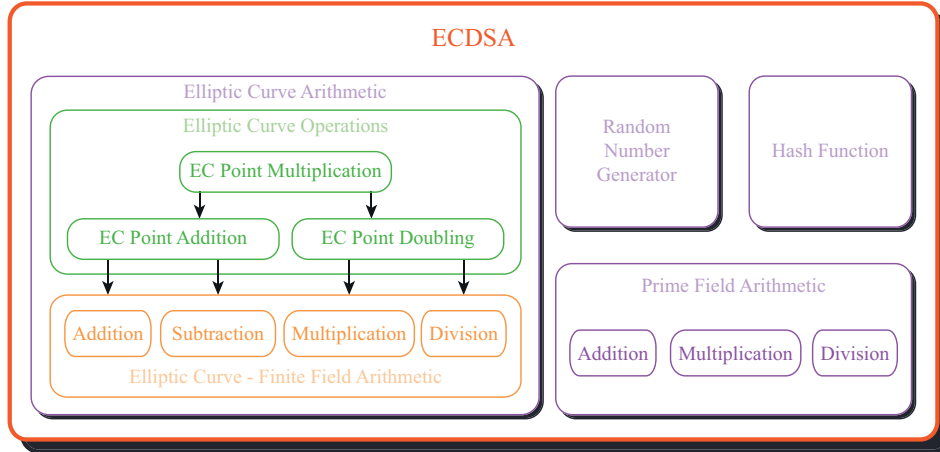 ECDSA
Elliptic Curve Arithmetic
Elliptic Curve Operations
EC Point Multiplication
EC Point Addition
EC Point Doubling
Addition
Subtraction
Multiplication
Division
Elliptic Curve - Finite Field Arithmetic
Random
Number
Generator
Hash Function
Prime Field Arithmetic
Addition
Multiplication
Division